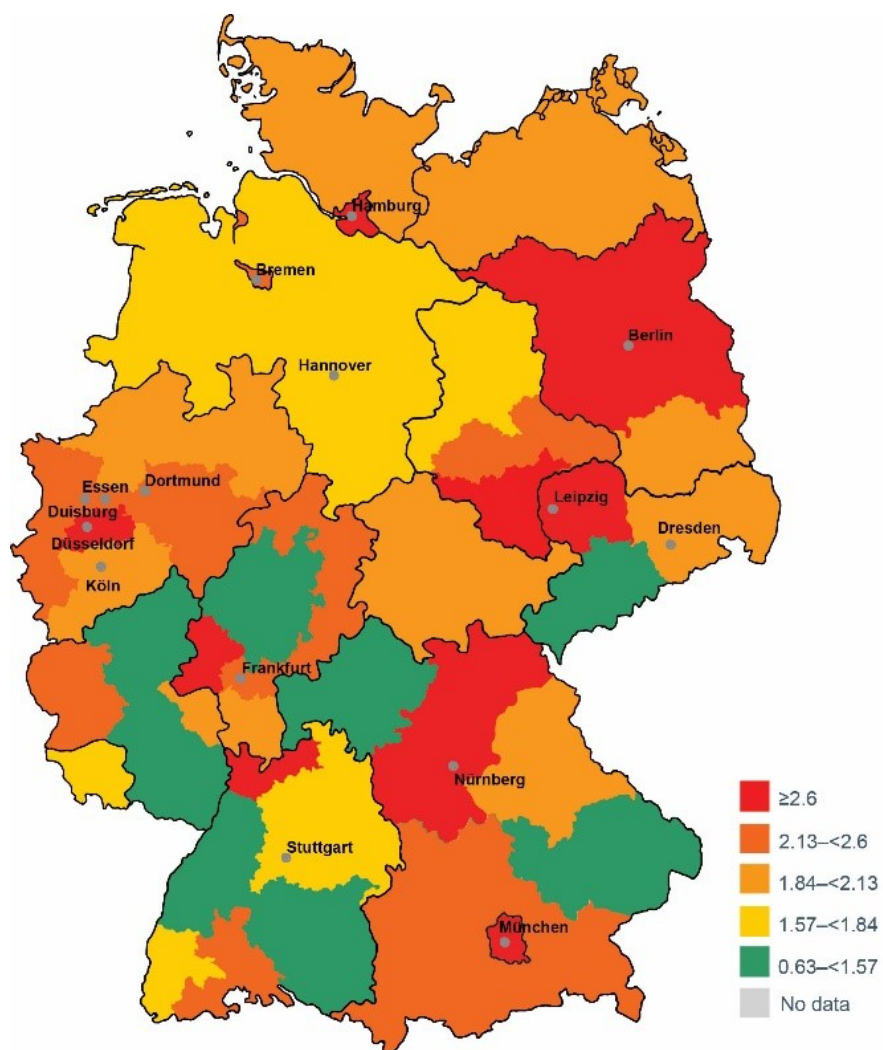 Hamburg
Bremen
Berlin
Hannover
Essen
Dortmund
Duisburg
Düsseldorf
Leipzig
Dresden
Köln
Frankfurt
Nürnberg
Stuttgart
München
≥2.6
2.13–<2.6
1.84–<2.13
1.57–<1.84
0.63–<1.57
No data